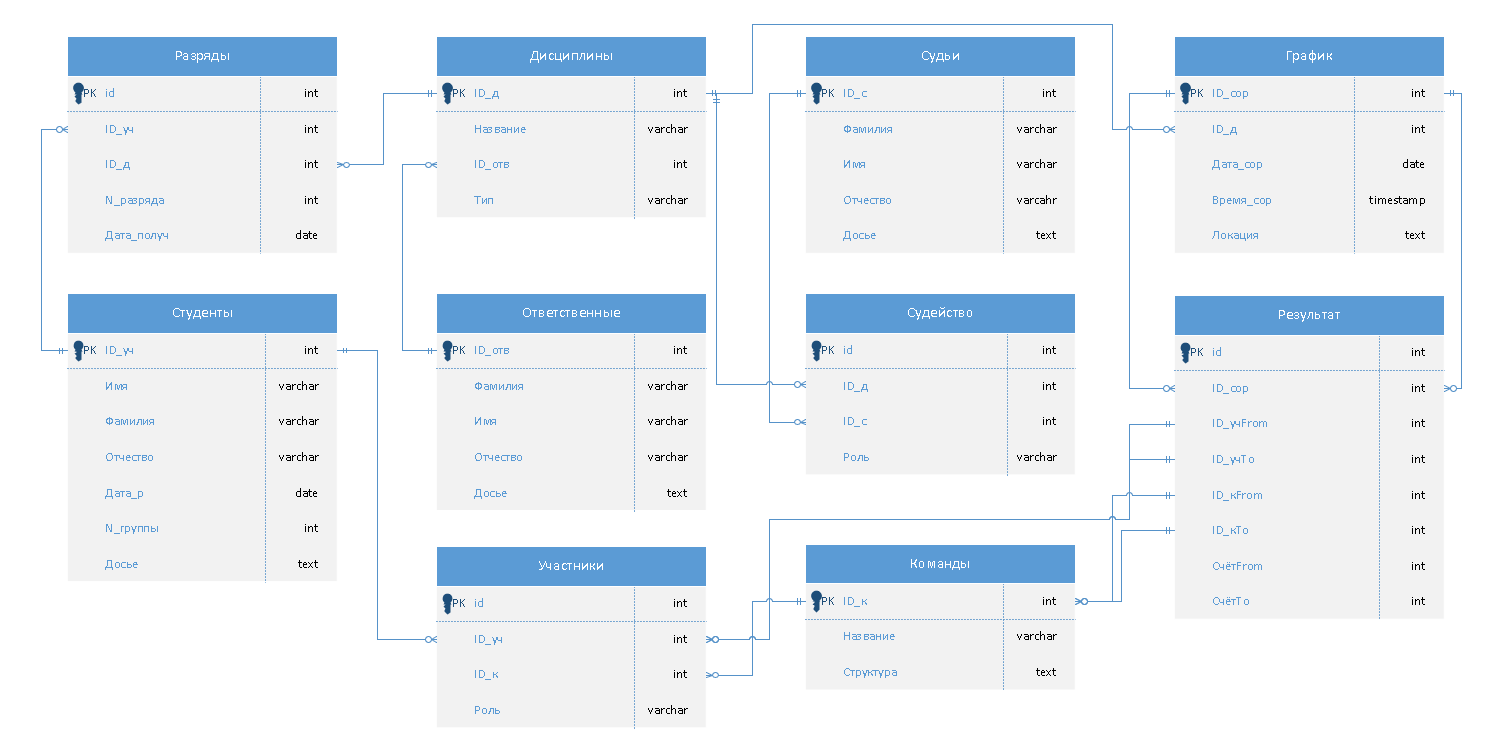 Разряды
PK id int
ID_уч int
ID_д int
N_разряда int
Дата_получ date
Дисциплины
PK ID_д int
Название varchar
ID_отв int
Тип varchar
Судьи
PK ID_с int
Фамилия varchar
Имя varchar
Отчество varcahr
Досье text
График
PK ID_сор int
ID_д int
Дата_сор date
Время_сор timestamp
Локация text
Студенты
PK ID_уч int
Имя varchar
Фамилия varchar
Отчество varchar
Дата_р date
N_группы int
Досье text
Ответственные
PK ID_отв int
Фамилия varchar
Имя varchar
Отчество varchar
Досье text
Судейство
PK id int
ID_д int
ID_с int
Роль varchar
Результат
PK id int
ID_сор int
ID_учFrom int
ID_учTo int
ID_кFrom int
ID_кTo int
СчётFrom int
СчётTo int
Участники
PK id int
ID_уч int
ID_к int
Роль varchar
Команды
PK ID_к int
Название varchar
Структура text